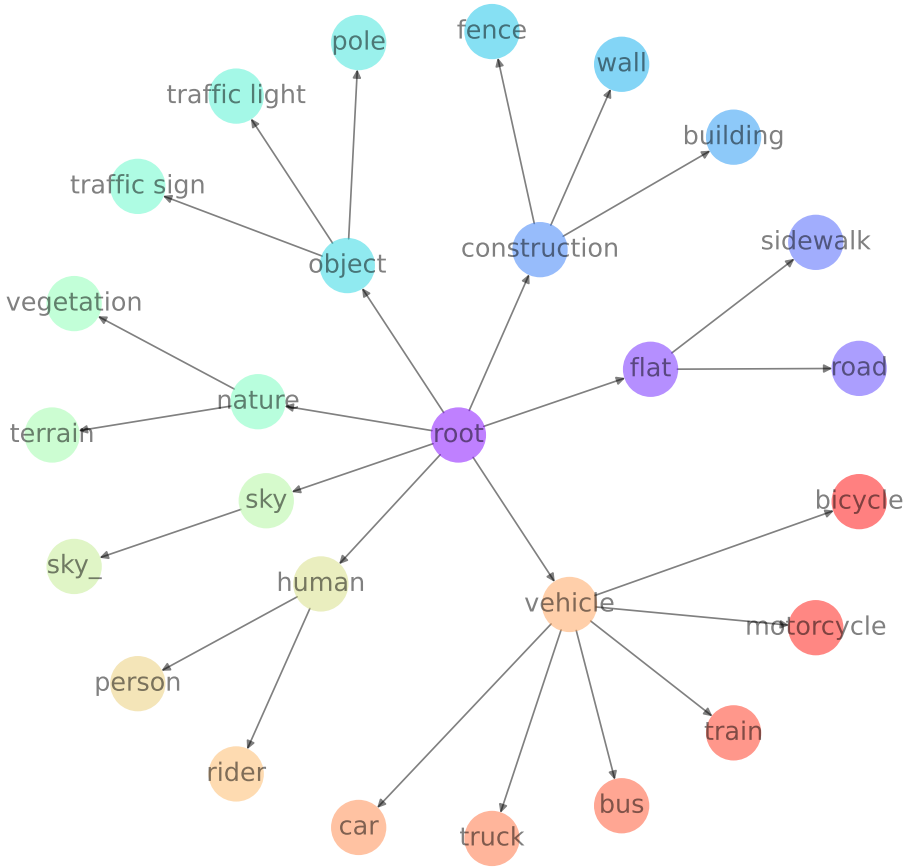 pole
fence
wall
traffic light
building
traffic sign
construction
sidewalk
object
vegetation
flat
road
nature
terrain
root
sky
bicycle
sky_
human
vehicle
motorcycle
person
train
rider
bus
car
truck